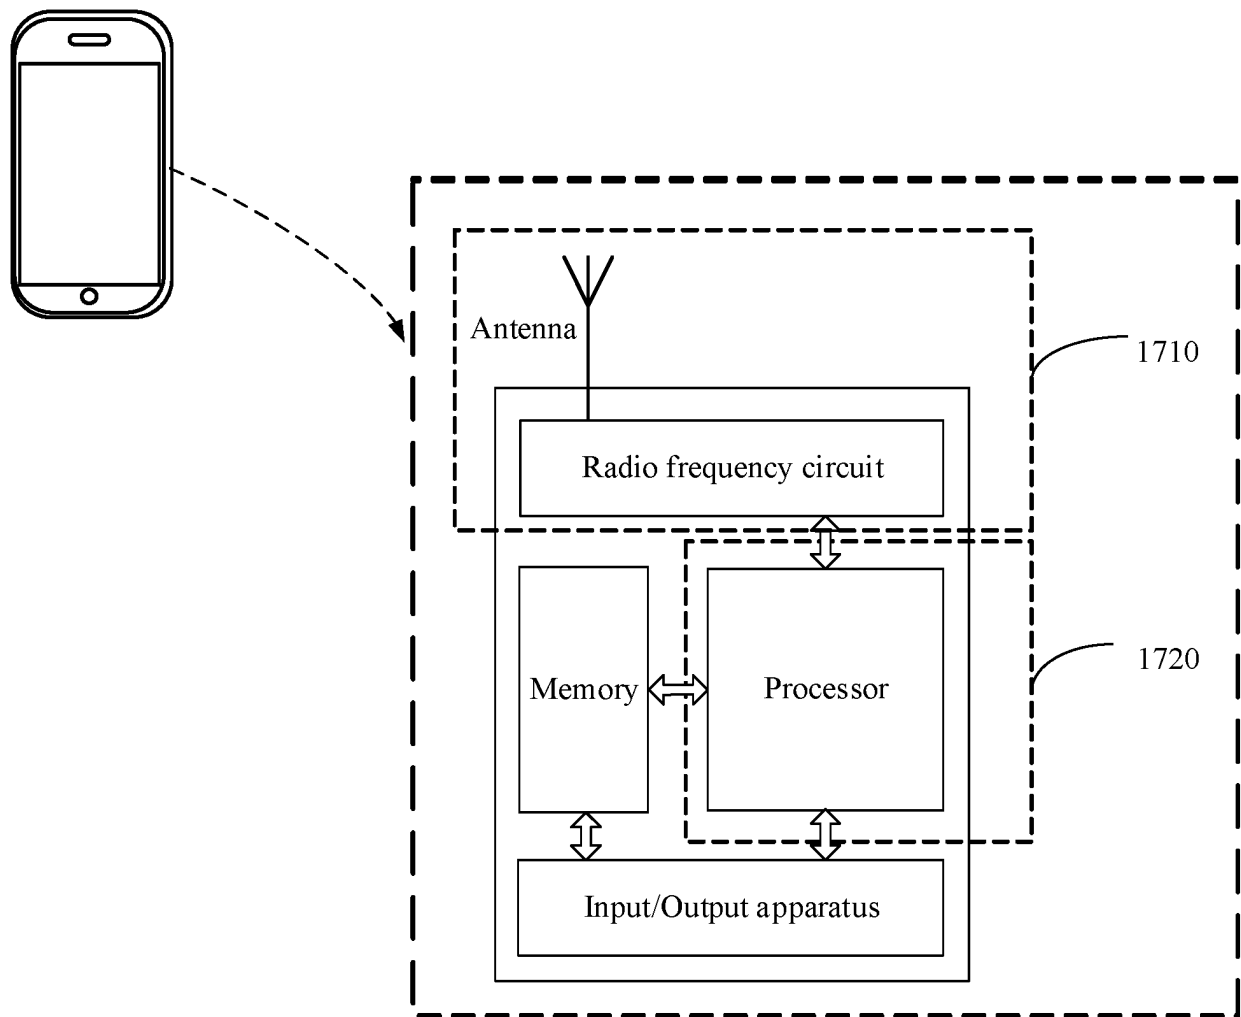 Antenna
1710
Radio frequency circuit
Memory
Processor
1720
Input/Output apparatus